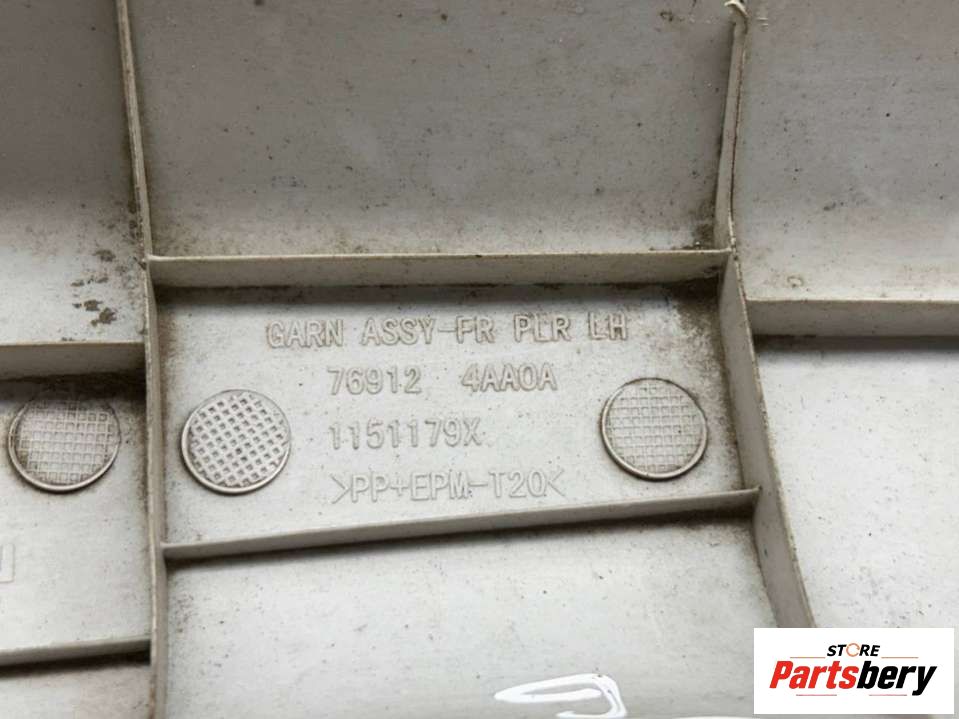 GARN ASSY-FR PLR LH
76912 4AA0A
1151179X
>PP+EPM-T20<
STORE
Partsbery